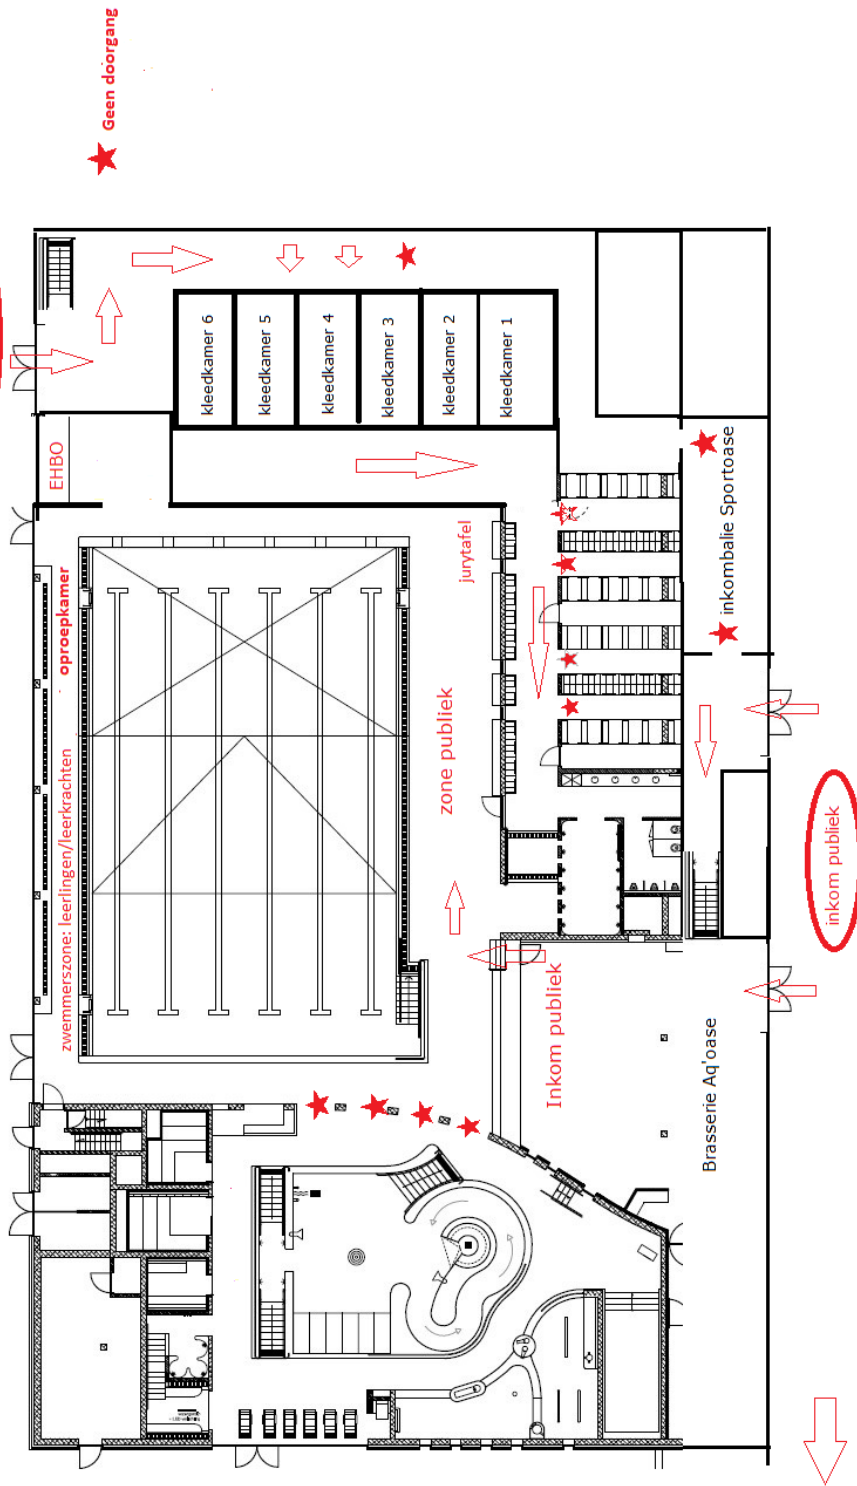 Geen doorgang
kleedkamer 6
kleedkamer 5
kleedkamer 4
kleedkamer 3
kleedkamer 2
kleedkamer 1
EHBO
oproepkamer
jurytafel
inkombalie Sportoase
zwemmerszone: leerlingen/leerkrachten
zone publiek
inkom publiek
Inkom publiek
Brasserie Aq'oase